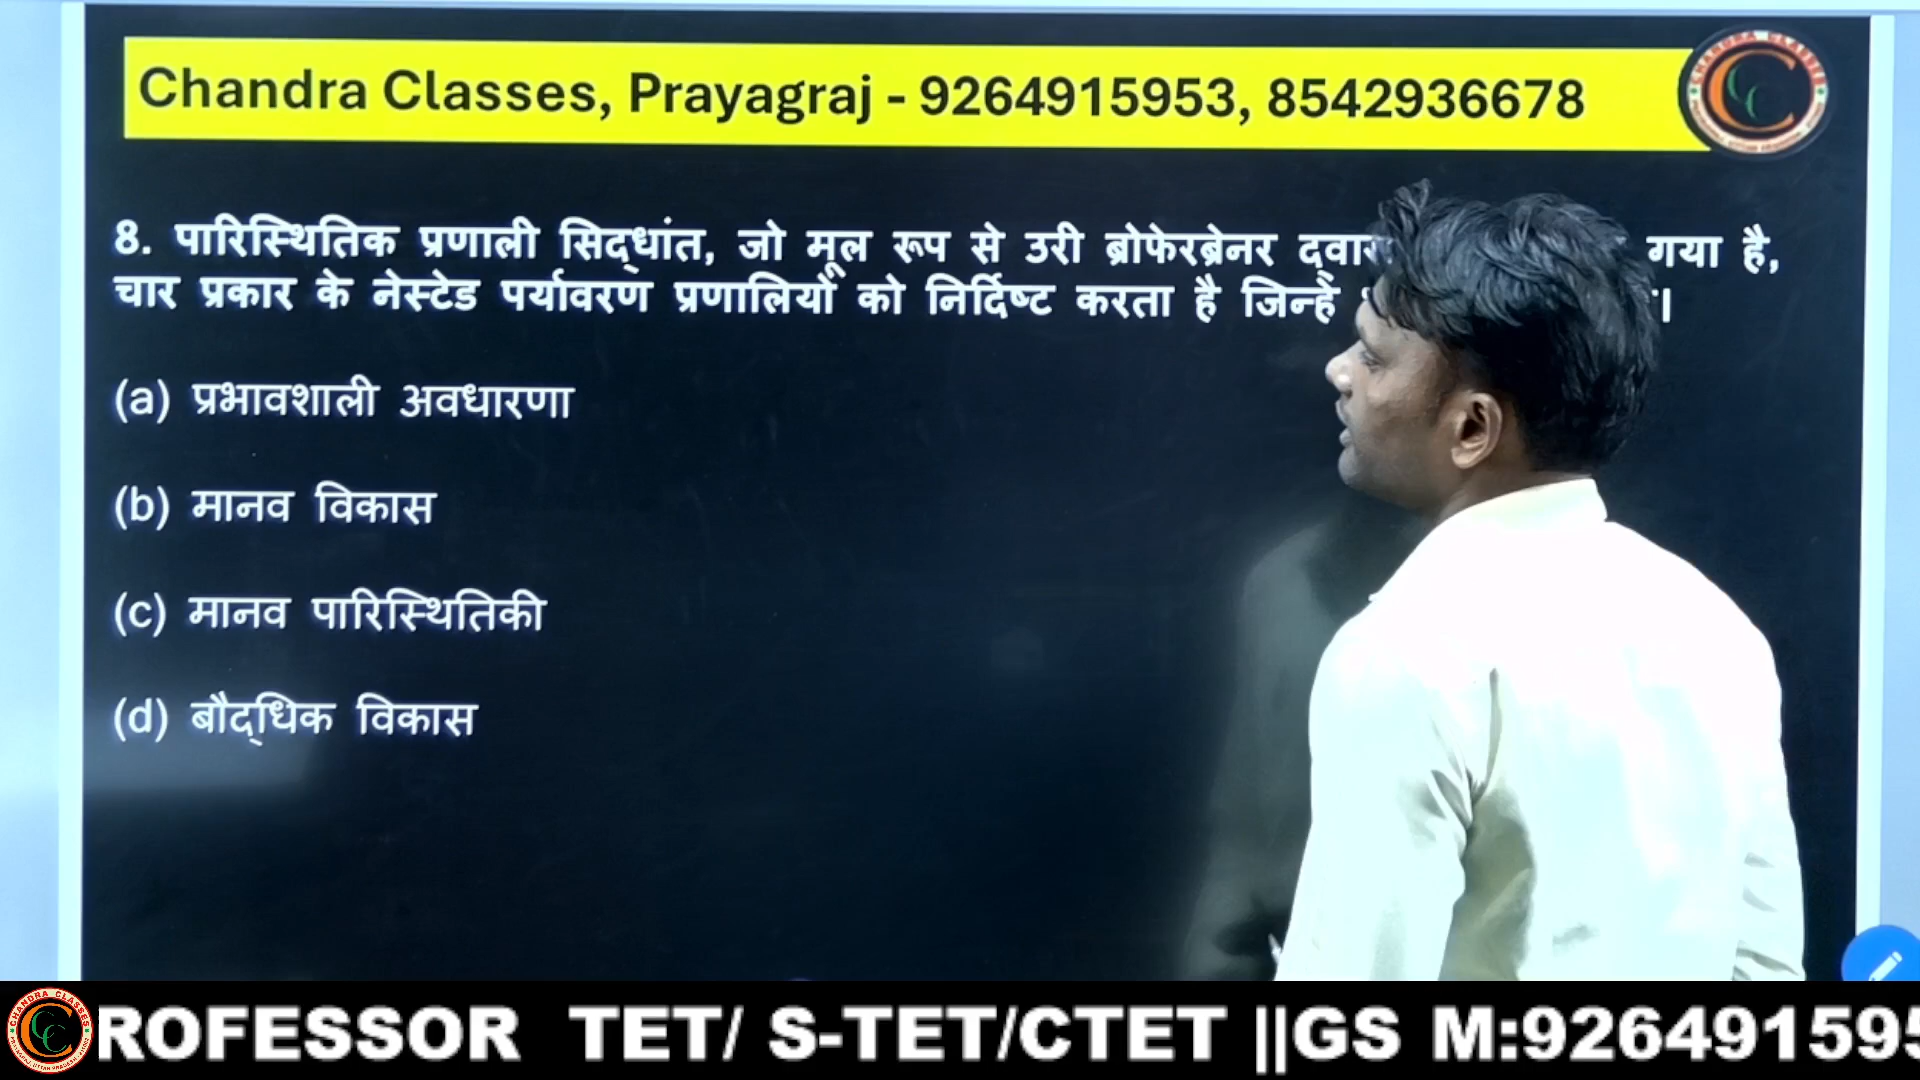 Chandra Classes, Prayagraj - 9264915953, 8542936678
8. पारिस्थितिक प्रणाली सिद्धांत, जो मूल रूप से उरी ब्रोफेरब्रेनर गया है,
चार प्रकार के नेस्टेड पर्यावरण प्रणालियों को निर्दिष्ट करता है जिन्हें
(a) प्रभावशाली अवधारणा
(b) मानव विकास
(c) मानव पारिस्थितिकी
(d) बौद्धिक विकास
ROFESSOR TET/ S-TET/CTET ||GS M:926491595